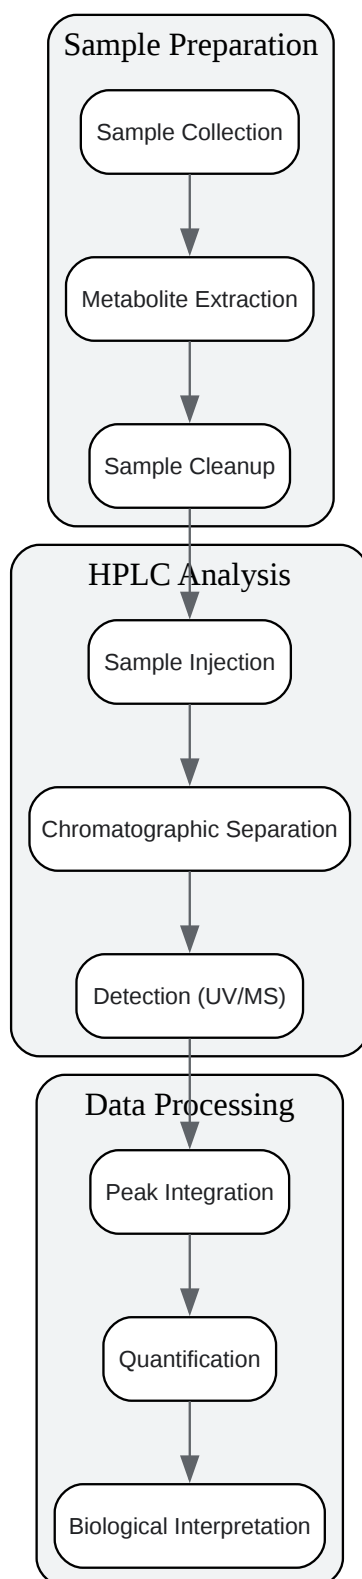 Sample Preparation
Sample Collection
Metabolite Extraction
Sample Cleanup
HPLC Analysis
Sample Injection
Chromatographic Separation
Detection (UV/MS)
Data Processing
Peak Integration
Quantification
Biological Interpretation